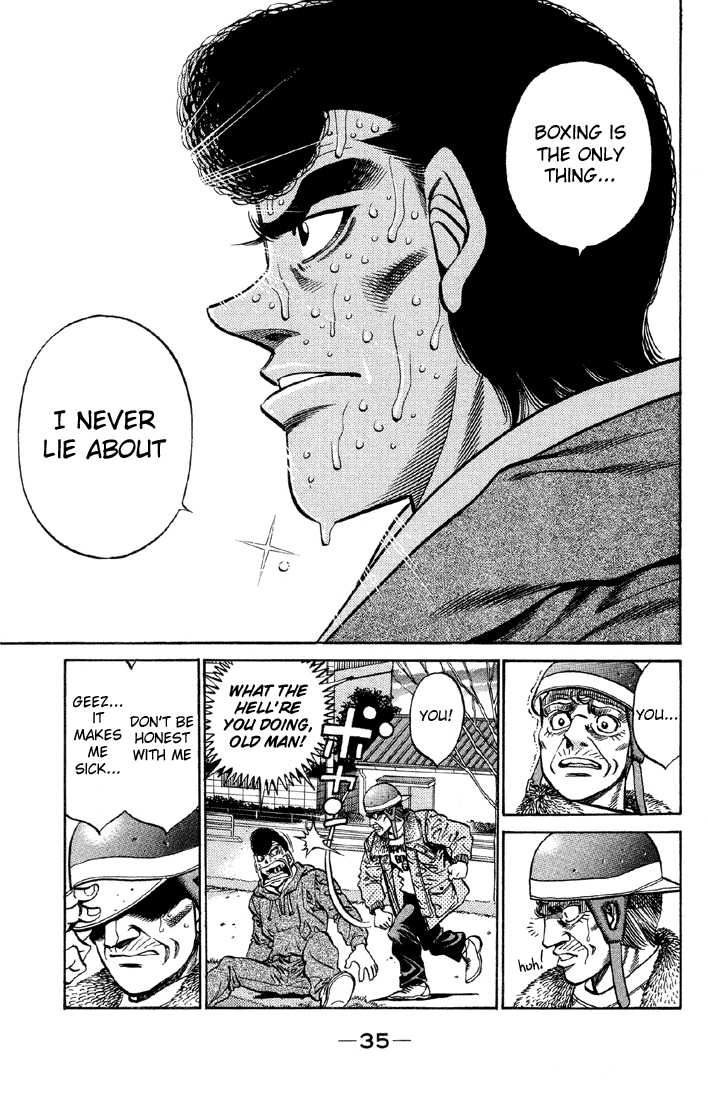 BOXING IS
THE ONLY
THING...
I NEVER
LIE ABOUT
YOU...
huh!
YOU!
WHAT THE
HELL'RE
YOU DOING,
OLD MAN!
DON'T BE
HONEST
WITH ME
GEEZ...
IT
MAKES
ME
SICK...
—35—